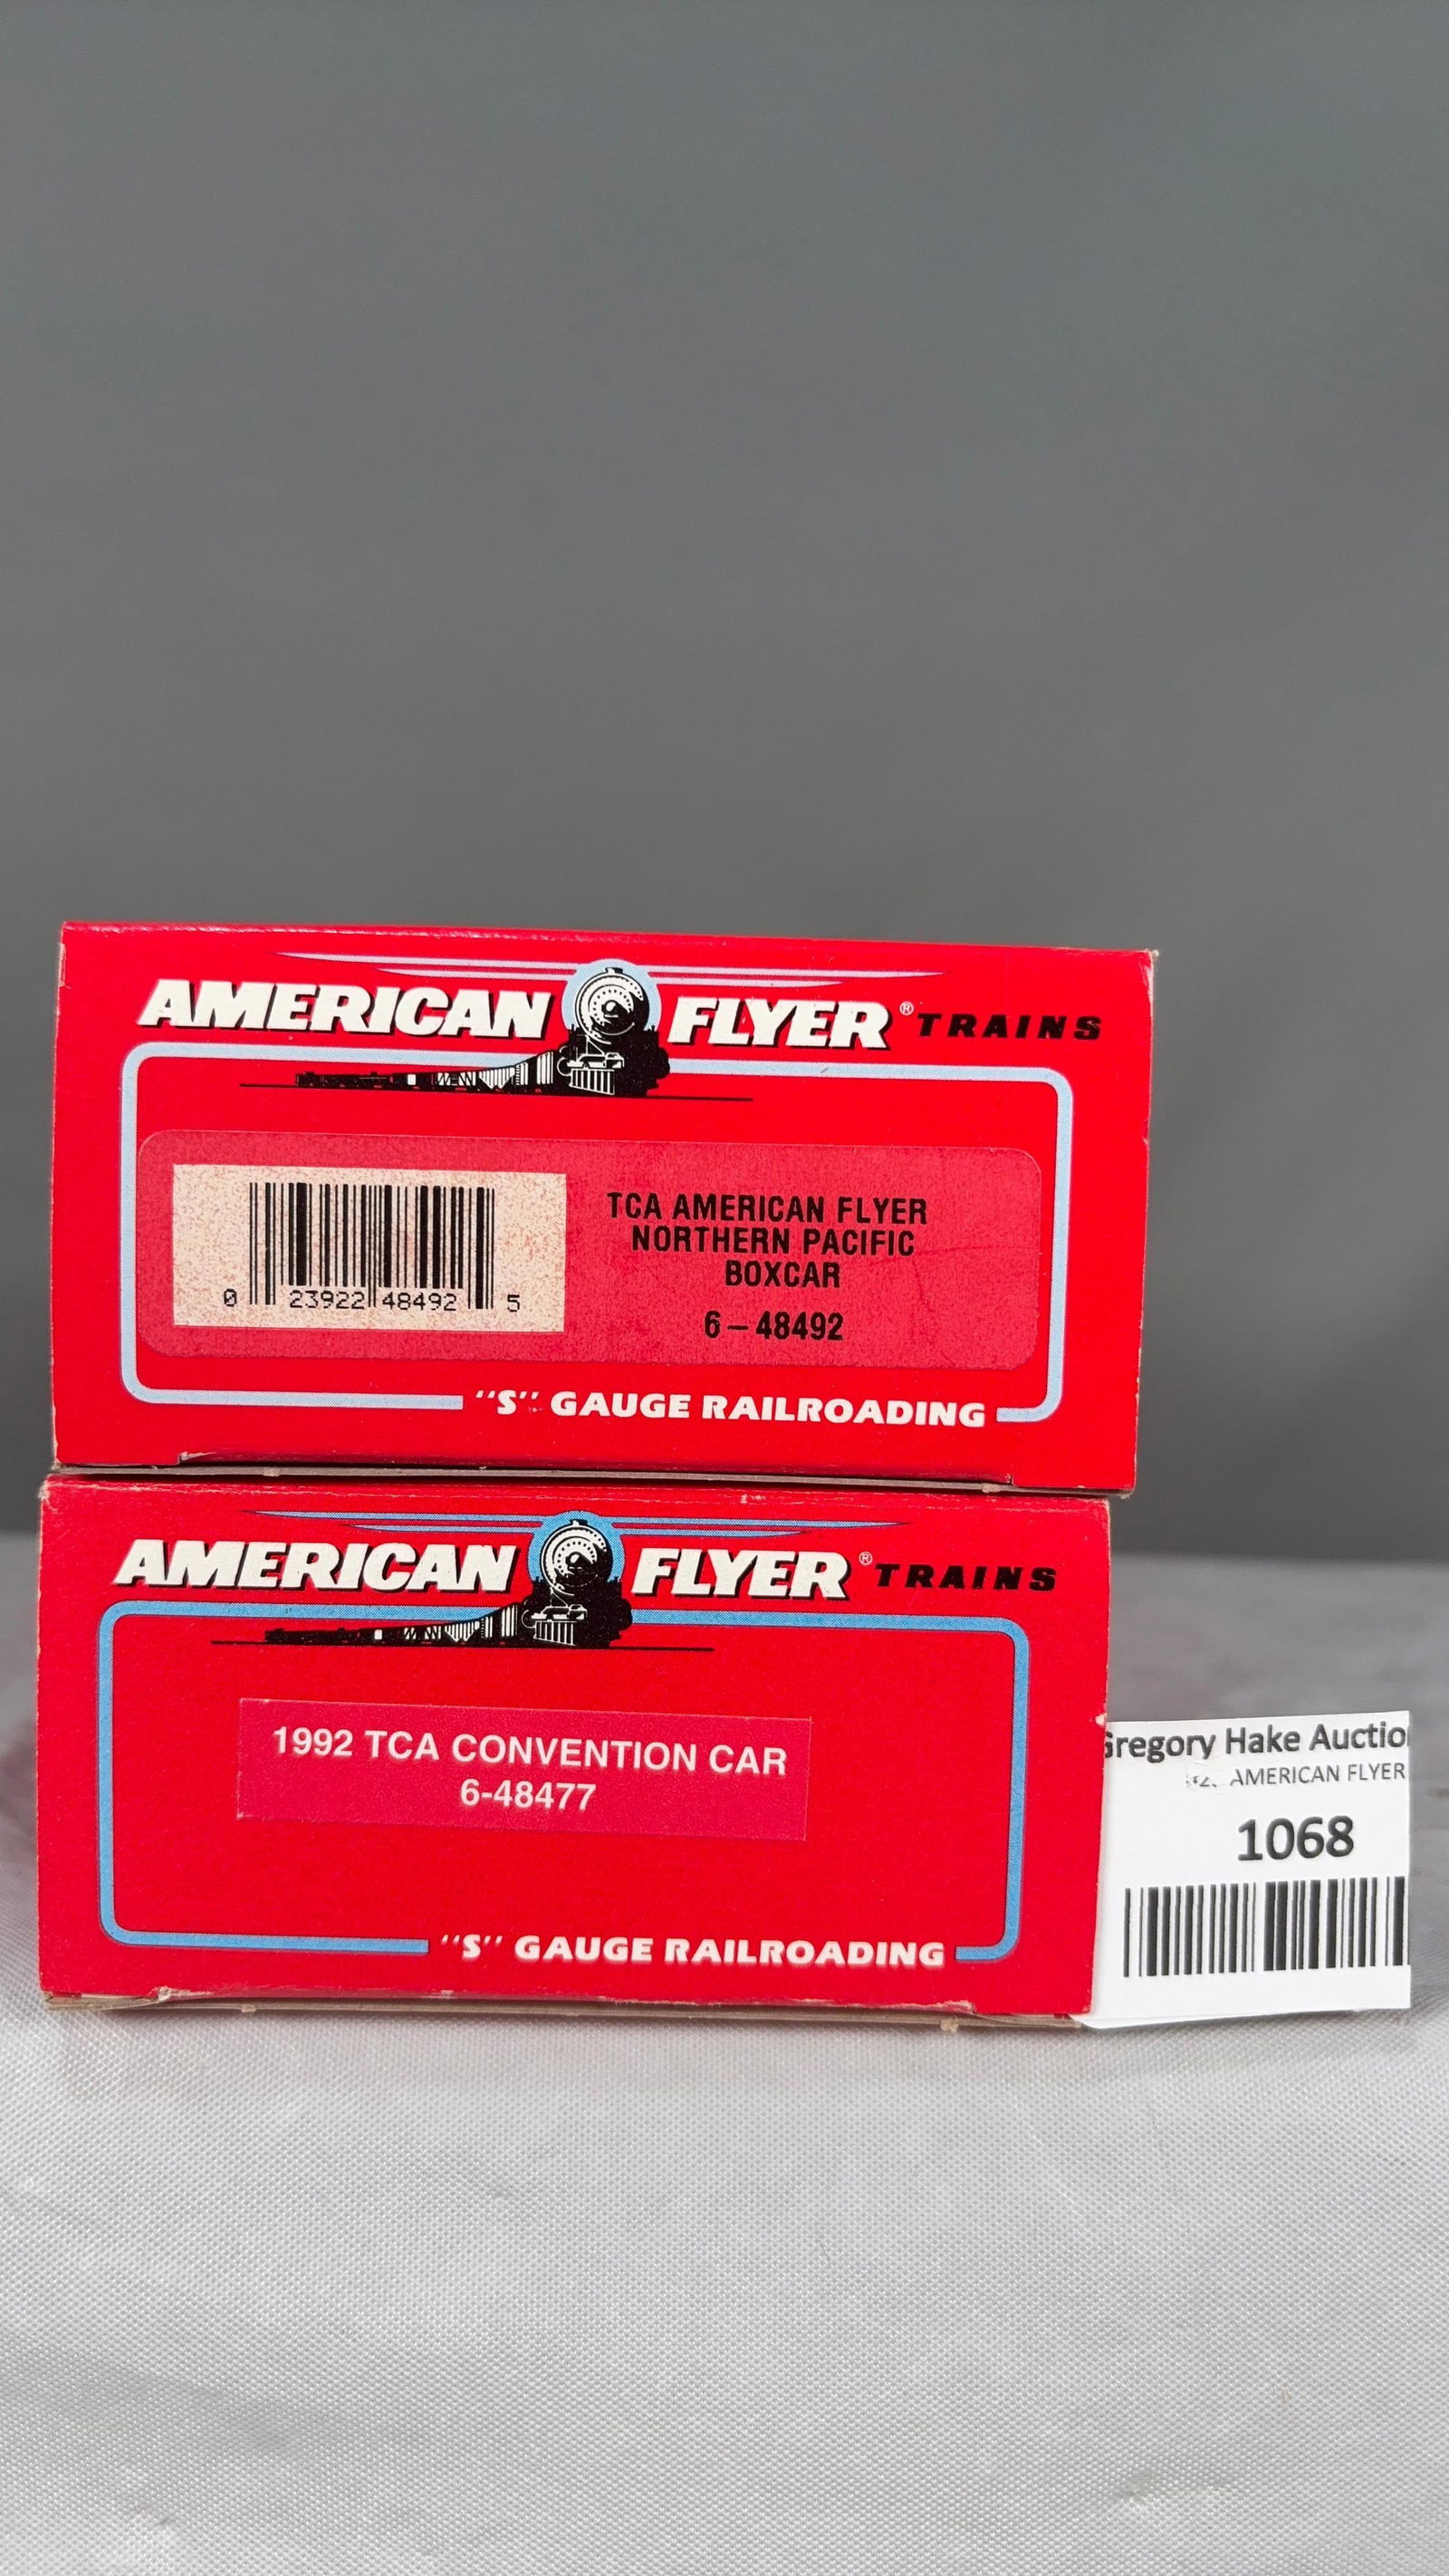 AMERICAN FLYER® TRAINS
TCA AMERICAN FLYER
NORTHERN PACIFIC
BOXCAR
6-48492
0 23922 48492 5
"S" GAUGE RAILROADING
AMERICAN FLYER® TRAINS
1992 TCA CONVENTION CAR
6-48477
"S" GAUGE RAILROADING
Gregory Hake Auctio
AMERICAN FLYER
1068